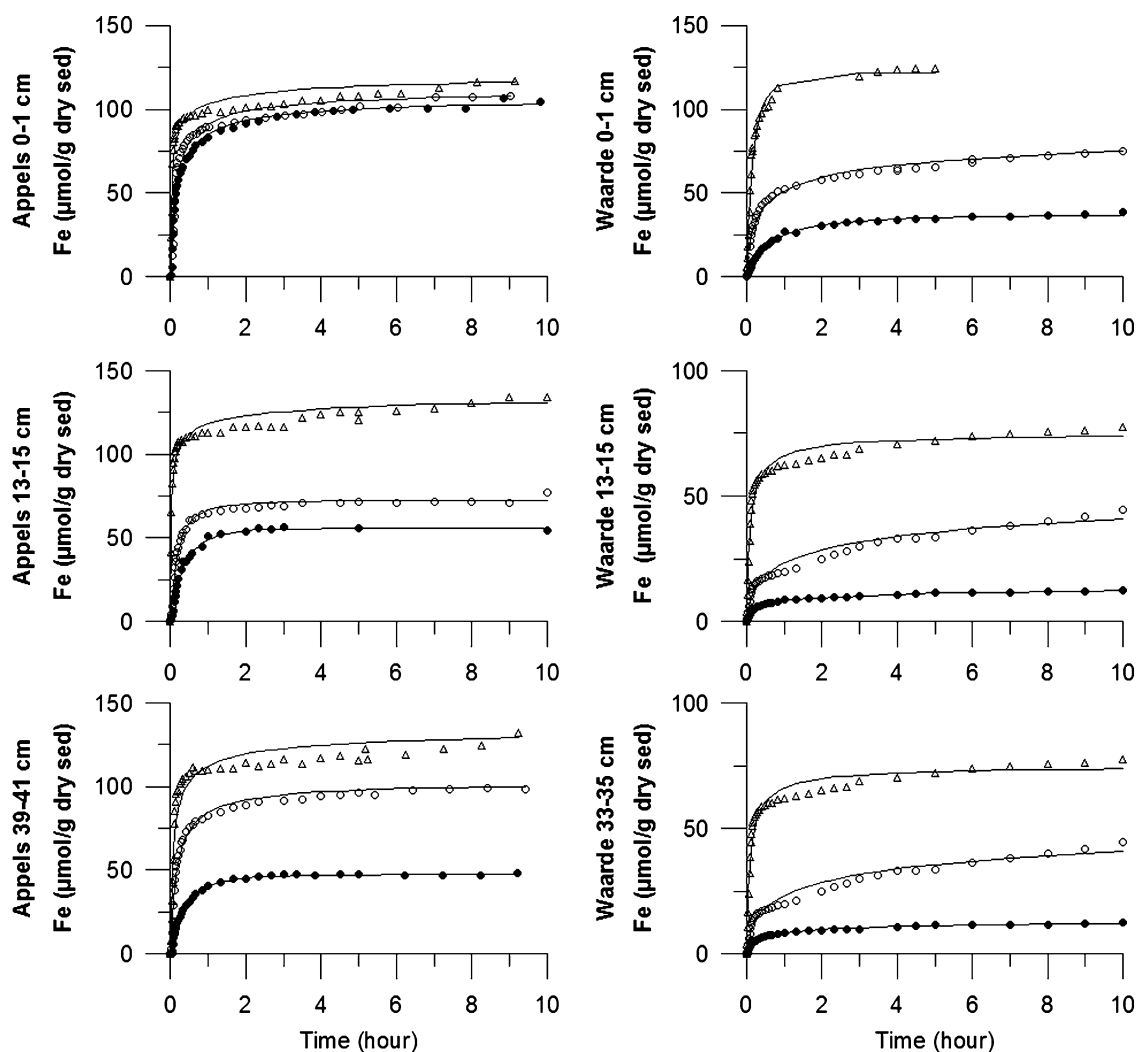 Appels 0-1 cm
Fe (µmol/g dry sed)
150
100
50
0
0 2 4 6 8 10
Waarde 0-1 cm
Fe (µmol/g dry sed)
150
100
50
0
0 2 4 6 8 10
Appels 13-15 cm
Fe (µmol/g dry sed)
150
100
50
0
0 2 4 6 8 10
Waarde 13-15 cm
Fe (µmol/g dry sed)
100
50
0
0 2 4 6 8 10
Appels 39-41 cm
Fe (µmol/g dry sed)
150
100
50
0
0 2 4 6 8 10
Time (hour)
Waarde 33-35 cm
Fe (µmol/g dry sed)
100
50
0
0 2 4 6 8 10
Time (hour)